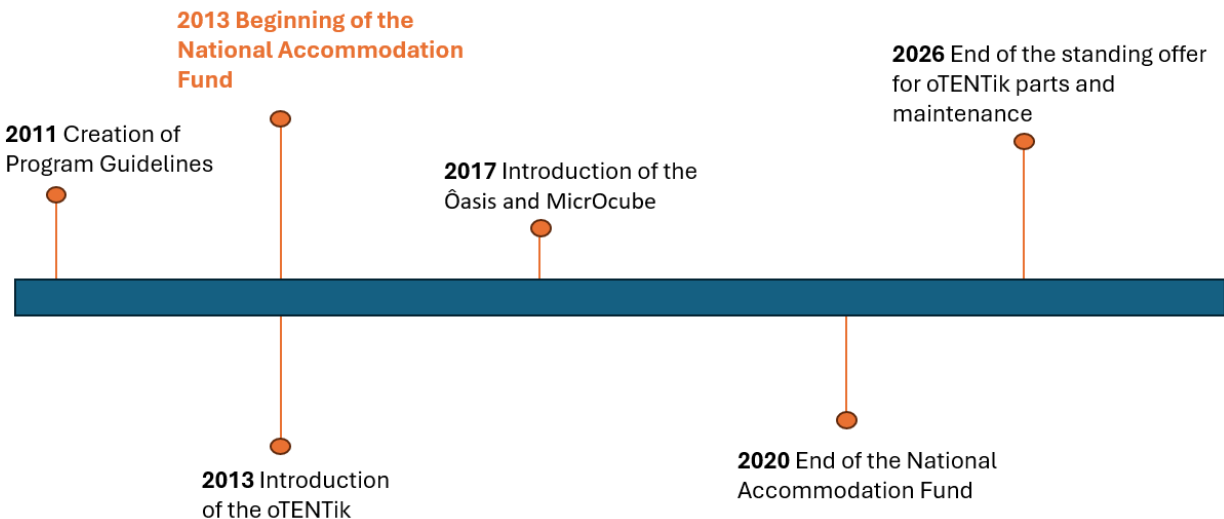 2013 Beginning of the
National Accommodation
Fund
2026 End of the standing offer
for oTENTik parts and
maintenance
2011 Creation of
Program Guidelines
2017 Introduction of the
Ôasis and MicrOcube
2013 Introduction
of the oTENTik
2020 End of the National
Accommodation Fund